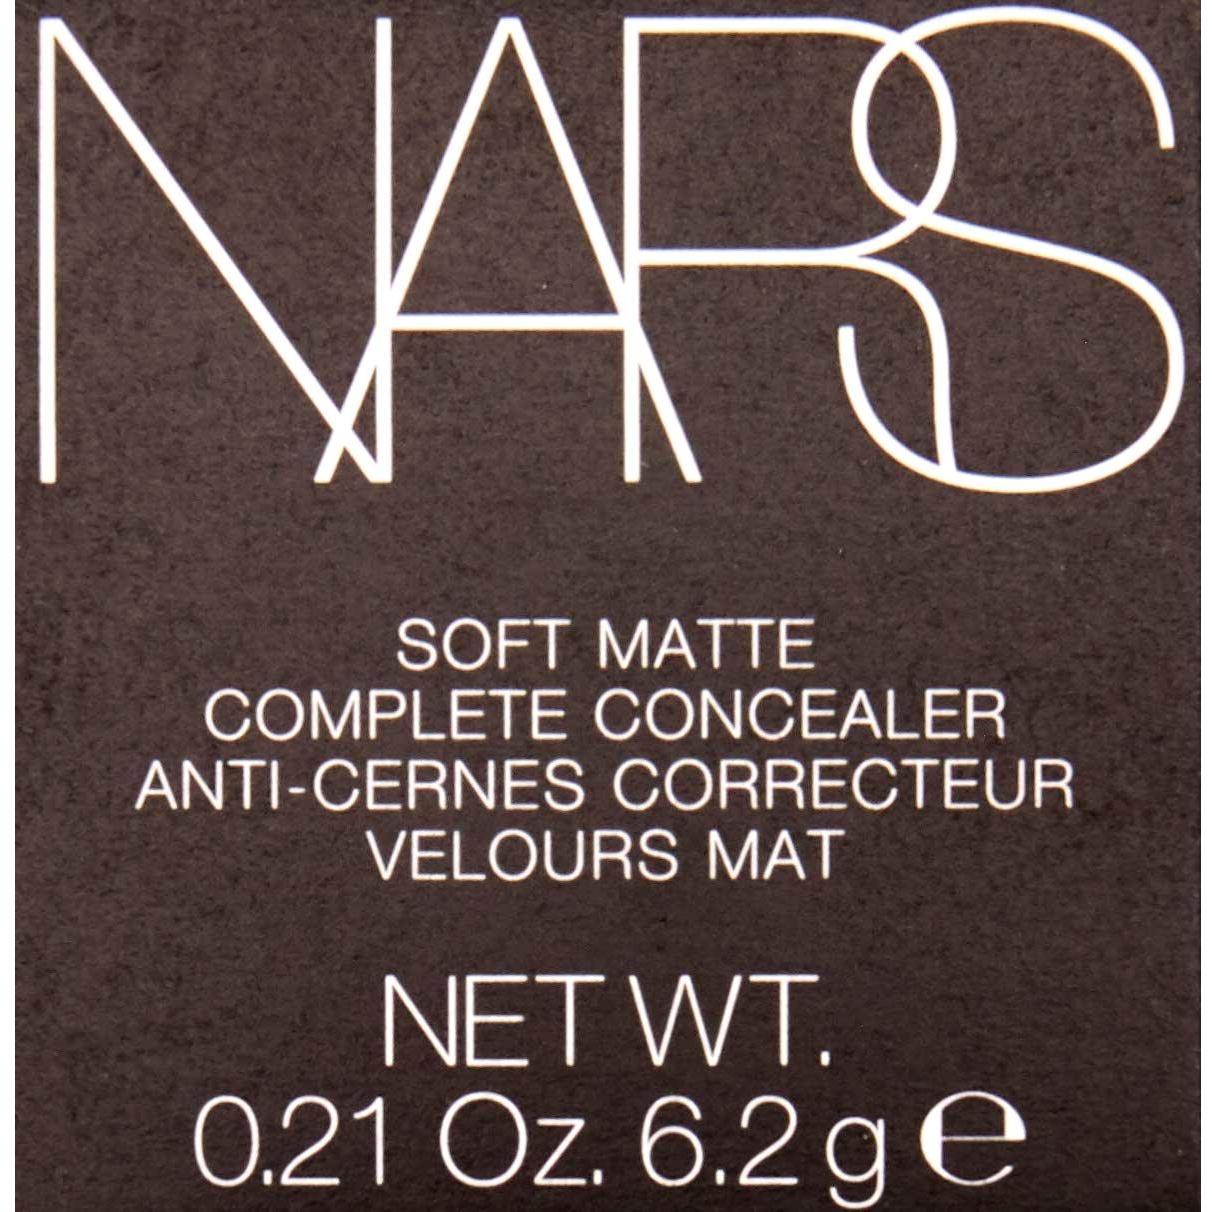 NARS
SOFT MATTE
COMPLETE CONCEALER
ANTI-CERNES CORRECTEUR
VELOURS MAT
NET WT.
0.21 Oz. 6.2 g ℮